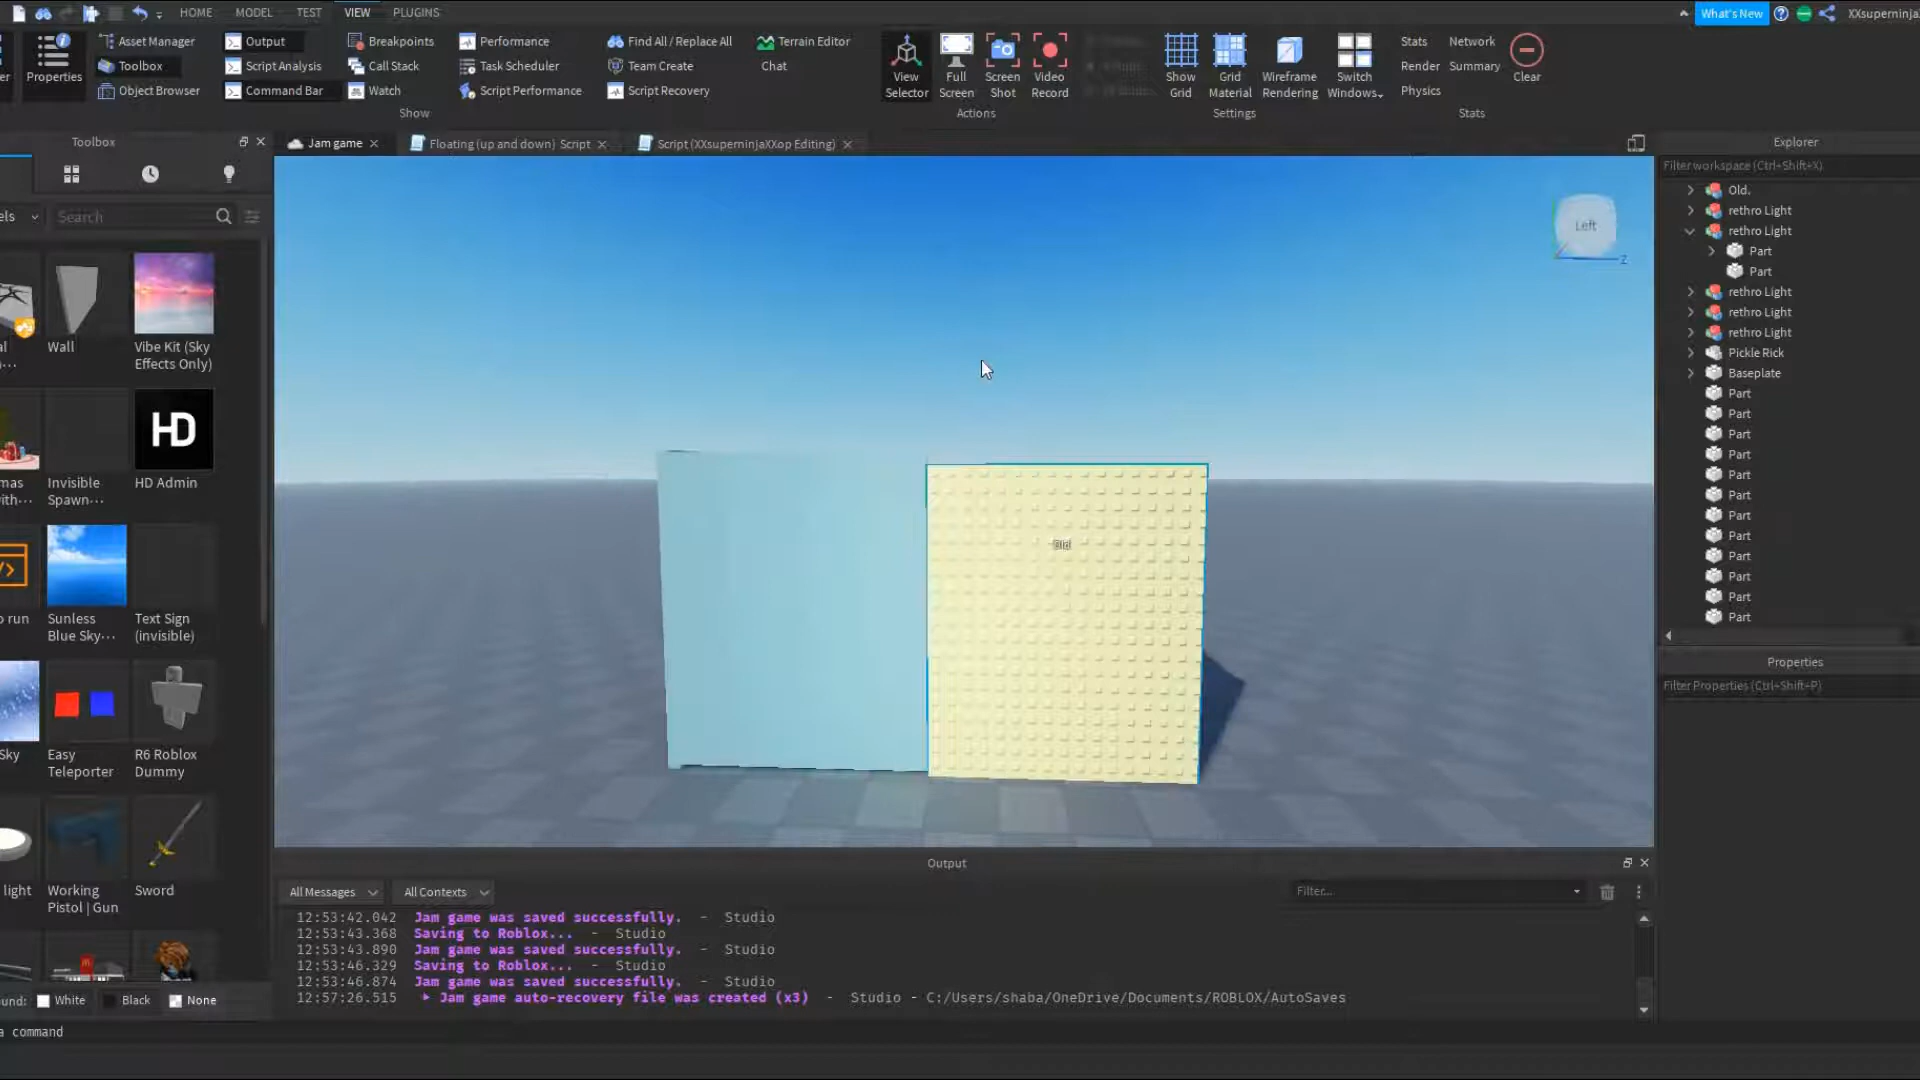 HOME MODEL TEST VIEW PLUGINS
What's New
XXsuperninja
Properties
Asset Manager
Toolbox
Object Browser
Output
Script Analysis
Command Bar
Breakpoints
Call Stack
Watch
Performance
Task Scheduler
Script Performance
Find All / Replace All
Team Create
Script Recovery
Terrain Editor
Chat
Show
View
Selector
Full
Screen
Screen
Shot
Video
Record
Actions
Show
Grid
Grid
Material
Wireframe
Rendering
Switch
Windows
Settings
Stats
Network
Render
Summary
Physics
Clear
Stats
Toolbox
Jam game
Floating (up and down) Script
Script (XXsuperninjaXXop Editing)
Explorer
Filter workspace (Ctrl+Shift+X)
els
Search
al
Wall
Vibe Kit (Sky
Effects Only)
mas
with...
Invisible
Spawn...
HD
HD Admin
o run
Sunless
Blue Sky...
Text Sign
(invisible)
Sky
Easy
Teleporter
R6 Roblox
Dummy
light
Working
Pistol | Gun
Sword
und: White Black None
Left
Z
Old
Old.
rethro Light
rethro Light
Part
Part
rethro Light
rethro Light
rethro Light
Pickle Rick
Baseplate
Part
Part
Part
Part
Part
Part
Part
Part
Part
Part
Part
Part
Properties
Filter Properties (Ctrl+Shift+P)
Output
All Messages All Contexts Filter...
12:53:42.042 Jam game was saved successfully. - Studio
12:53:43.368 Saving to Roblox... - Studio
12:53:43.890 Jam game was saved successfully. - Studio
12:53:46.329 Saving to Roblox... - Studio
12:53:46.874 Jam game was saved successfully. - Studio
12:57:26.515 Jam game auto-recovery file was created (x3) - Studio - C:/Users/shaba/OneDrive/Documents/ROBLOX/AutoSaves
a command